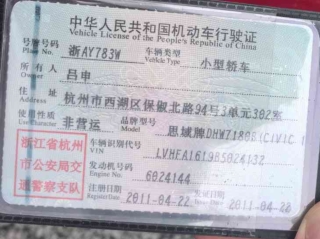 中华人民共和国机动车行驶证
Vehicle License of the People's Republic of China
号牌号码 浙AY783W 车辆类型 小型轿车
Plate No. Vehicle Type
所有人 吕申
Owner
住址 杭州市西湖区保俶北路94号3单元302室
Address
使用性质 非营运 品牌型号 思域牌DHW7180B(CIVIC 1
浙江省杭州
市公安局交
通警察支队
车辆识别代号 LVHFA1619B5024132
VIN
发动机号码 6024144
Engine No.
注册日期 2011-04-22 发证日期 2011-04-22
Register Date Issue Date